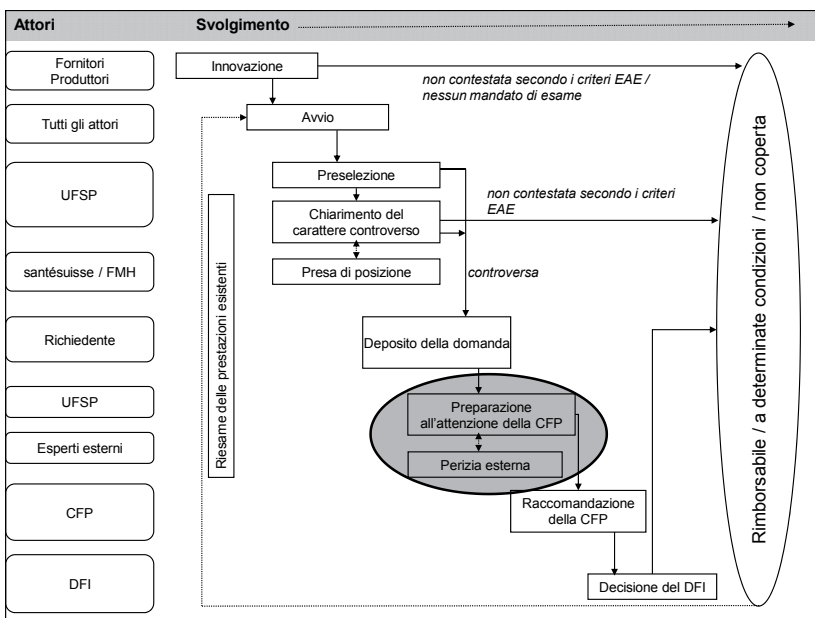 Attori
Svolgimento
Fornitori
Produttori
Innovazione
non contestata secondo i criteri EAE /
nessun mandato di esame
Tutti gli attori
Avvio
UFSP
Preselezione
non contestata secondo i criteri
EAE
Chiarimento del
carattere controverso
santésuisse / FMH
Presa di posizione
controversa
Richiedente
Deposito della domanda
UFSP
Preparazione
all'attenzione della CFP
Esperti esterni
Perizia esterna
CFP
Raccomandazione
della CFP
DFI
Decisione del DFI
Riesame delle prestazioni esistenti
Rimborsabile / a determinate condizioni / non coperta